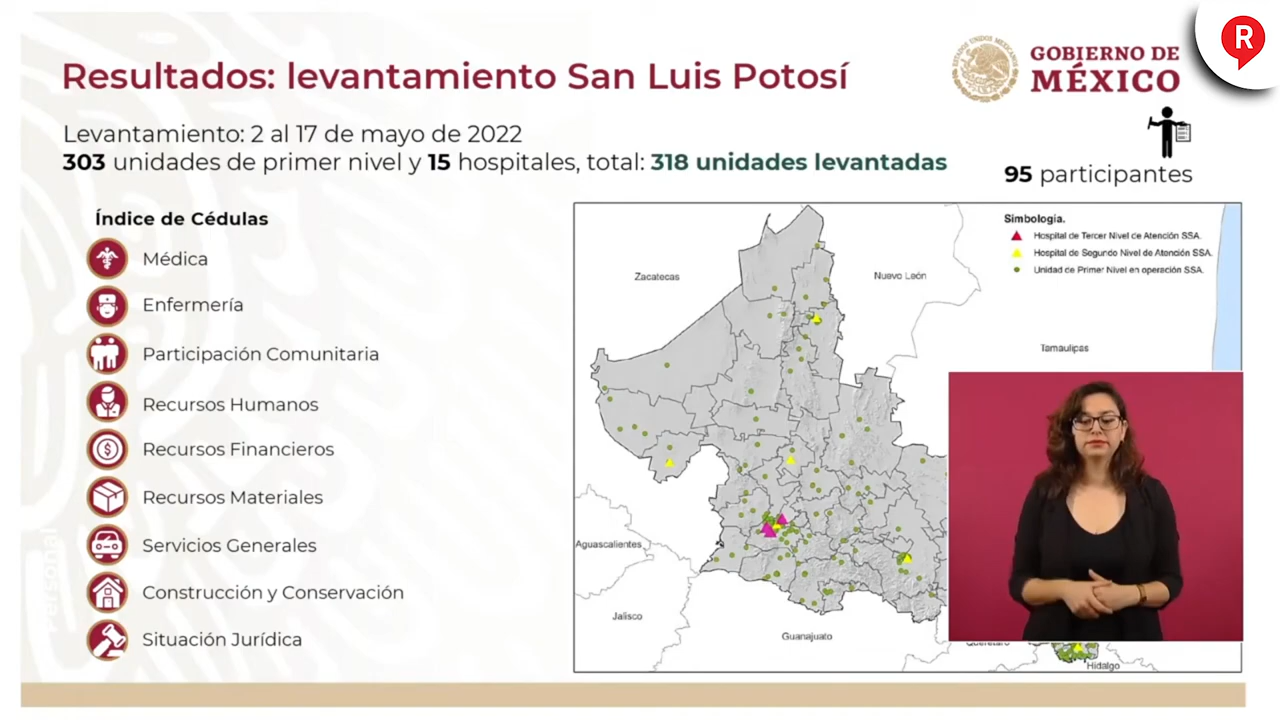 Resultados: levantamiento San Luis Potosí
GOBIERNO DE
MÉXICO
R
Levantamiento: 2 al 17 de mayo de 2022
303 unidades de primer nivel y 15 hospitales, total: 318 unidades levantadas
95 participantes
Índice de Cédulas
Médica
Enfermería
Participación Comunitaria
Recursos Humanos
Recursos Financieros
Recursos Materiales
Servicios Generales
Construcción y Conservación
Situación Jurídica
Simbología.
Hospital de Tercer Nivel de Atención SSA.
Hospital de Segundo Nivel de Atención SSA.
Unidad de Primer Nivel en operación SSA.
Zacatecas
Nuevo León
Tamaulipas
Aguascalientes
Jalisco
Guanajuato
Hidalgo
Personal